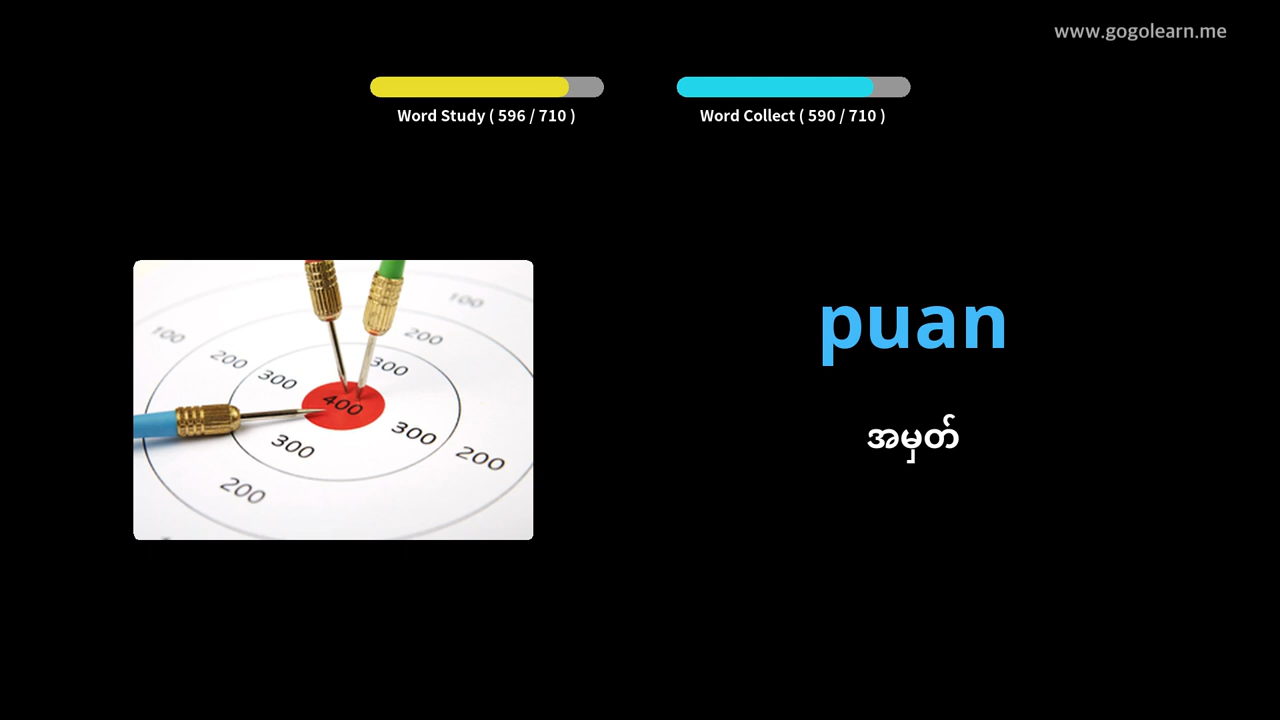 www.gogolearn.me
Word Study ( 596 / 710 )
Word Collect ( 590 / 710 )
puan
အမှတ်
100
100
200
200
300
300
400
300
300
200
200